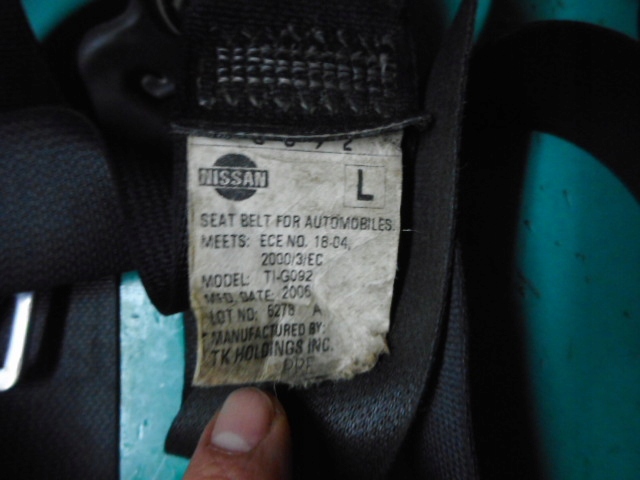 NISSAN
L
SEAT BELT FOR AUTOMOBILES.
MEETS: ECE NO. 16-04,
2000/3/EC
MODEL: TI-G092
MFD. DATE: 2006
LOT NO: 6278 A
MANUFACTURED BY:
TK HOLDINGS INC.